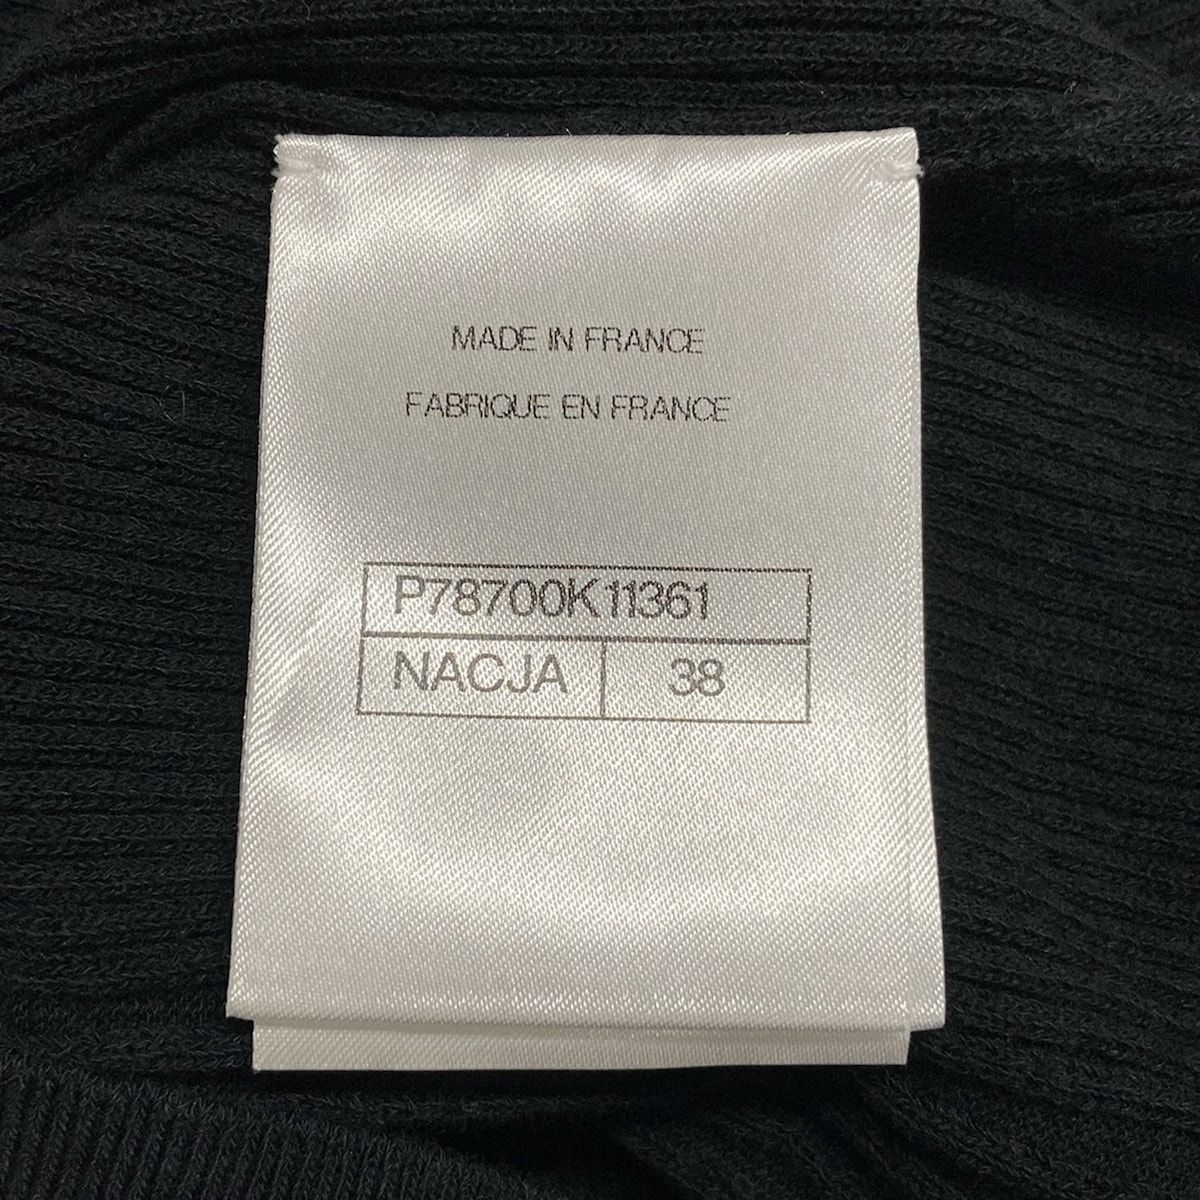 MADE IN FRANCE
FABRIQUE EN FRANCE
P78700K11361
NACJA 38